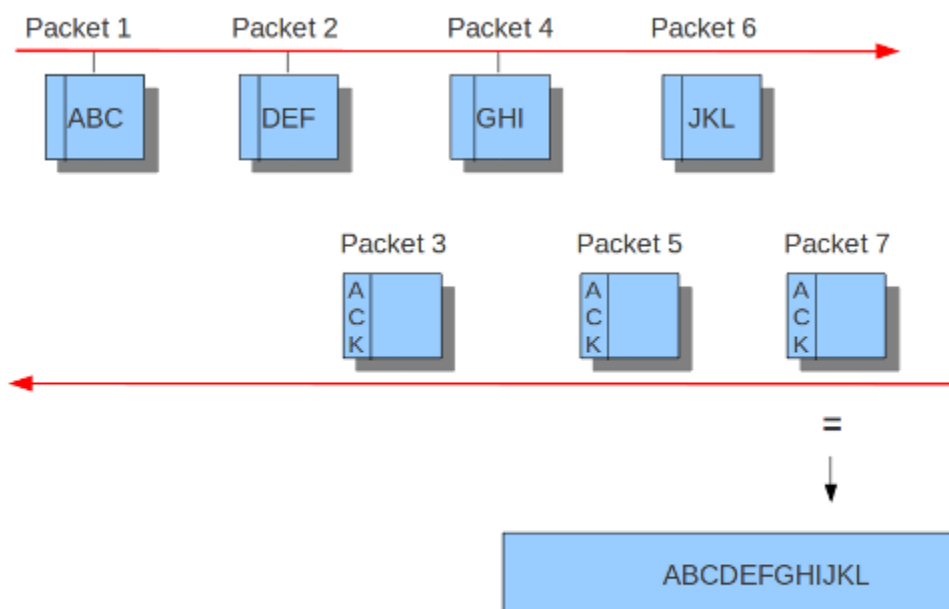 Packet 1 Packet 2 Packet 4 Packet 6
ABC DEF GHI JKL
Packet 3 Packet 5 Packet 7
A A A
C C C
K K K
=
ABCDEFGHIJKL